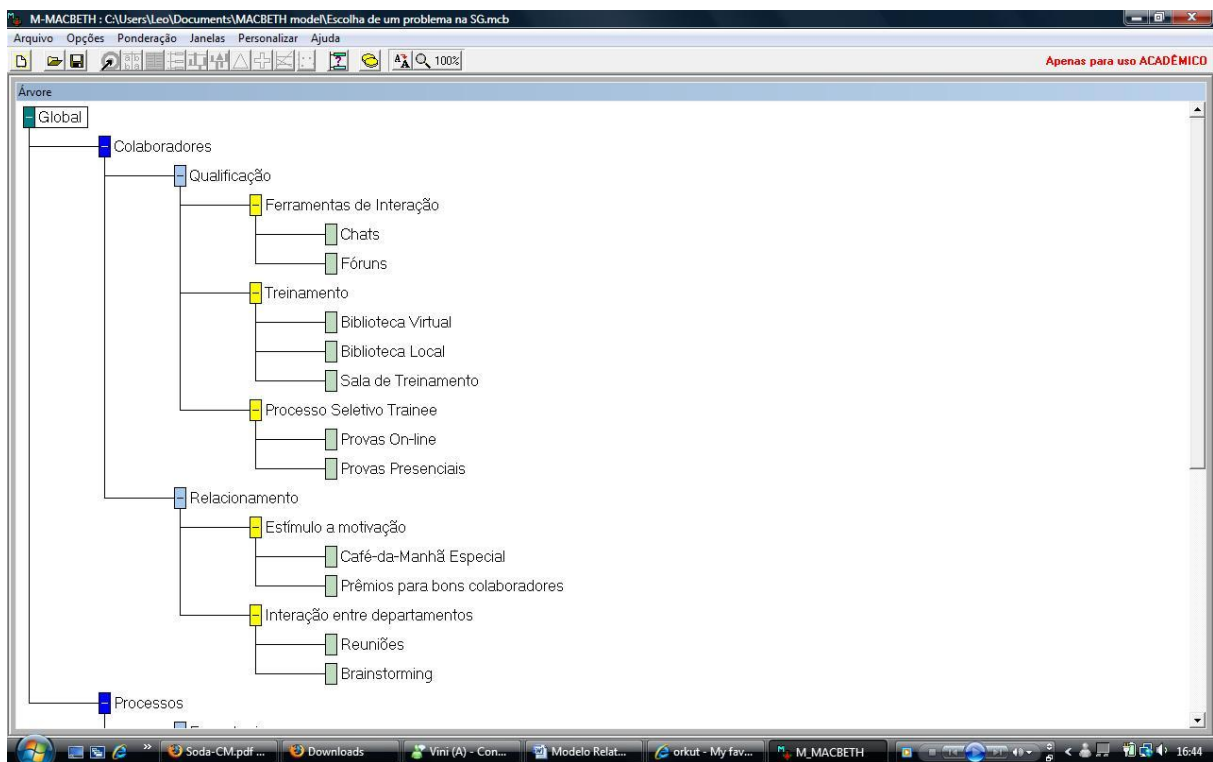 M-MACBETH : C:\Users\Leo\Documents\MACBETH model\Escolha de um problema na SG.mcb
Arquivo Opções Ponderação Janelas Personalizar Ajuda
100%
Apenas para uso ACADÊMICO
Árvore
Global
Colaboradores
Qualificação
Ferramentas de Interação
Chats
Fóruns
Treinamento
Biblioteca Virtual
Biblioteca Local
Sala de Treinamento
Processo Seletivo Trainee
Provas On-line
Provas Presenciais
Relacionamento
Estímulo a motivação
Café-da-Manhã Especial
Prêmios para bons colaboradores
Interação entre departamentos
Reuniões
Brainstorming
Processos
Soda-CM.pdf ... Downloads Vini (A) - Con... Modelo Relat... orkut - My fav... M_MACBETH 16:44